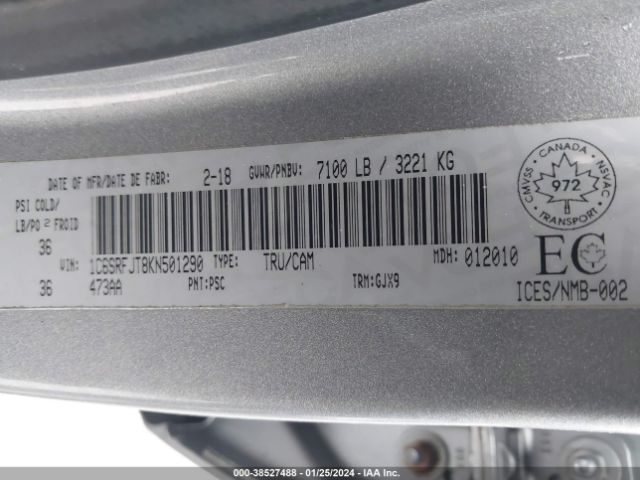 DATE OF MFR/DATE DE FABR: 2-18 GVWR/PNBV: 7100 LB / 3221 KG
PSI COLD/
LB/PO² FROID
36
VIN: 1C6SRFJT8KN501290 TYPE: TRU/CAM MDH: 012010
36 473AA PNT:PSC TRM:GJX9
CANADA
CMVSS
NSVAC
972
TRANSPORT
EC
ICES/NMB-002
000-38527488 - 01/25/2024 - IAA Inc.